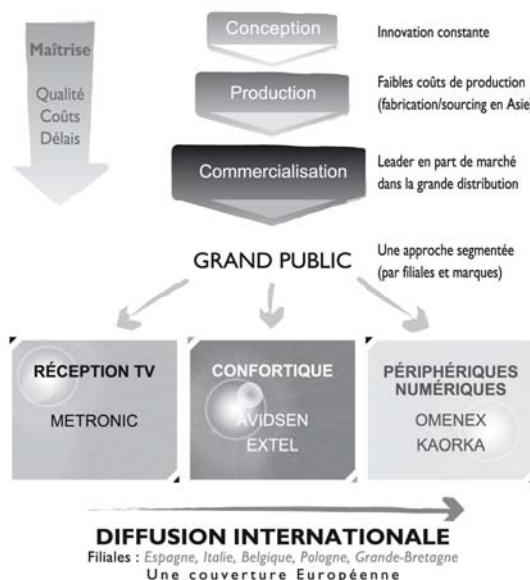 Maîtrise
Qualité
Coûts
Délais
Conception
Innovation constante
Production
Faibles coûts de production
(fabrication/sourcing en Asie)
Commercialisation
Leader en part de marché
dans la grande distribution
GRAND PUBLIC
Une approche segmentée
(par filiales et marques)
RÉCEPTION TV
METRONIC
CONFORTIQUE
AVIDSEN
EXTEL
PÉRIPHÉRIQUES
NUMÉRIQUES
OMENEX
KAORKA
DIFFUSION INTERNATIONALE
Filiales : Espagne, Italie, Belgique, Pologne, Grande-Bretagne
Une couverture Européenne